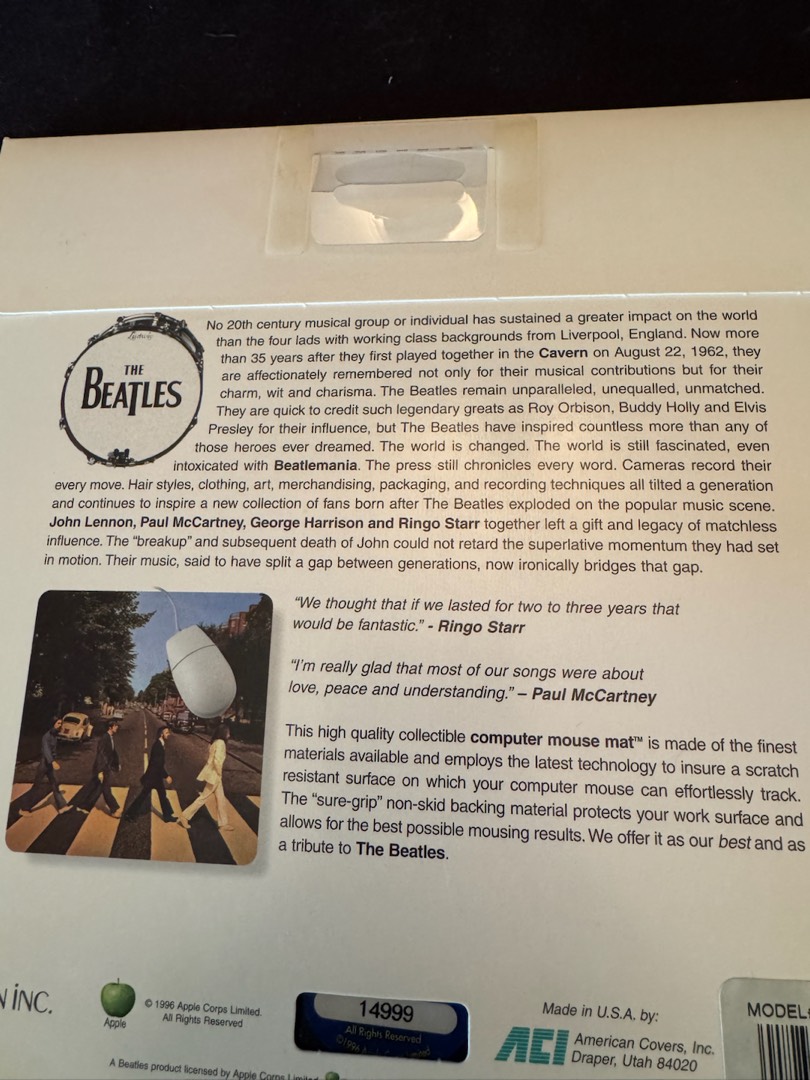 No 20th century musical group or individual has sustained a greater impact on the world
than the four lads with working class backgrounds from Liverpool, England. Now more
than 35 years after they first played together in the Cavern on August 22, 1962, they
are affectionately remembered not only for their musical contributions but for their
charm, wit and charisma. The Beatles remain unparalleled, unequalled, unmatched.
They are quick to credit such legendary greats as Roy Orbison, Buddy Holly and Elvis
Presley for their influence, but The Beatles have inspired countless more than any of
those heroes ever dreamed. The world is changed. The world is still fascinated, even
intoxicated with Beatlemania. The press still chronicles every word. Cameras record their
every move. Hair styles, clothing, art, merchandising, packaging, and recording techniques all tilted a generation
and continues to inspire a new collection of fans born after The Beatles exploded on the popular music scene.
John Lennon, Paul McCartney, George Harrison and Ringo Starr together left a gift and legacy of matchless
influence. The "breakup" and subsequent death of John could not retard the superlative momentum they had set
in motion. Their music, said to have split a gap between generations, now ironically bridges that gap.
Ludwig
THE
BEATLES
"We thought that if we lasted for two to three years that
would be fantastic." - Ringo Starr
"I'm really glad that most of our songs were about
love, peace and understanding." – Paul McCartney
This high quality collectible computer mouse mat™ is made of the finest
materials available and employs the latest technology to insure a scratch
resistant surface on which your computer mouse can effortlessly track.
The "sure-grip" non-skid backing material protects your work surface and
allows for the best possible mousing results. We offer it as our best and as
a tribute to The Beatles.
INC.
Apple
© 1996 Apple Corps Limited.
All Rights Reserved
14999
All Rights Reserved
Made in U.S.A. by:
ACI
American Covers, Inc.
Draper, Utah 84020
MODEL
A Beatles product licensed by Apple Corps Limited